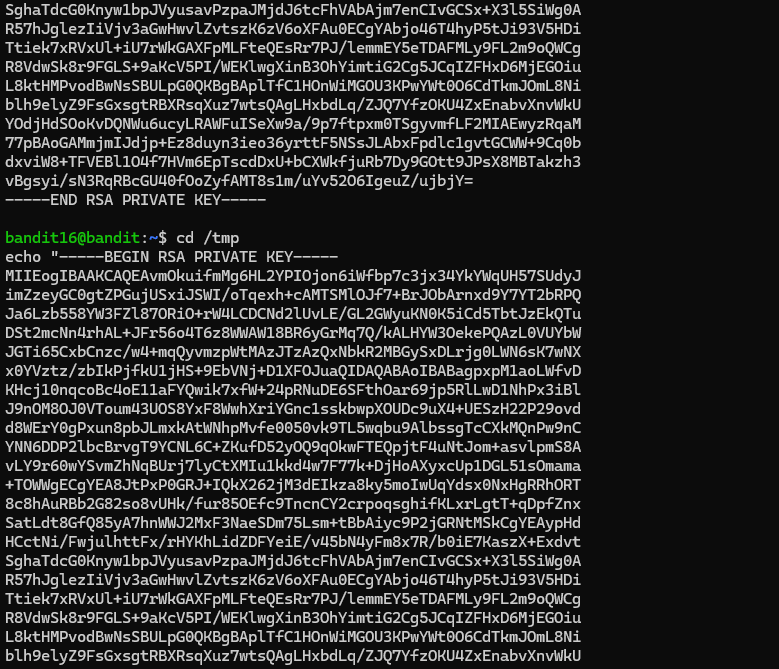 SghaTdcG0Knyw1bpJVyusavPzpaJMjdJ6tcFhVAbAjm7enCIvGCSx+X3l5SiWg0A
R57hJglezIiVjv3aGwHwvlZvtszK6zV6oXFAu0ECgYAbjo46T4hyP5tJi93V5HDi
Ttiek7xRVxUl+iU7rWkGAXFpMLFteQEsRr7PJ/lemmEY5eTDAFMLy9FL2m9oQWCg
R8VdwSk8r9FGLS+9aKcV5PI/WEKlwgXinB3OhYimtiG2Cg5JCqIZFHxD6MjEGOiu
L8ktHMPvodBwNsSBULpG0QKBgBAplTfC1HOnWiMGOU3KPwYWt0O6CdTkmJOmL8Ni
blh9elyZ9FsGxsgtRBXRsqXuz7wtsQAgLHxbdLq/ZJQ7YfzOKU4ZxEnabvXnvWkU
YOdjHdSOoKvDQNWu6ucyLRAWFuISeXw9a/9p7ftpxm0TSgyvmfLF2MIAEwyzRqaM
77pBAoGAMmjmIJdjp+Ez8duyn3ieo36yrttF5NSsJLAbxFpdlc1gvtGCWW+9Cq0b
dxviW8+TFVEBl1O4f7HVm6EpTscdDxU+bCXWkfjuRb7Dy9GOtt9JPsX8MBTakzh3
vBgsyi/sN3RqRBcGU40fOoZyfAMT8s1m/uYv52O6IgeuZ/ujbjY=
-----END RSA PRIVATE KEY-----
bandit16@bandit:~$ cd /tmp
echo "-----BEGIN RSA PRIVATE KEY-----
MIIEogIBAAKCAQEAvmOkuifmMg6HL2YPIOjon6iWfbp7c3jx34YkYWqUH57SUdyJ
imZzeyGC0gtZPGujUSxiJSWI/oTqexh+cAMTSMlOJf7+BrJObArnxd9Y7YT2bRPQ
Ja6Lzb558YW3FZl87ORiO+rW4LCDCNd2lUvLE/GL2GWyuKN0K5iCd5TbtJzEkQTu
DSt2mcNn4rhAL+JFr56o4T6z8WWAW18BR6yGrMq7Q/kALHYW3OekePQAzL0VUYbW
JGTi65CxbCnzc/w4+mqQyvmzpWtMAzJTzAzQxNbkR2MBGySxDLrjg0LWN6sK7wNX
x0YVztz/zbIkPjfkU1jHS+9EbVNj+D1XFOJuaQIDAQABAoIBABagpxpM1aoLWfvD
KHcj10nqcoBc4oE11aFYQwik7xfW+24pRNuDE6SFthOar69jp5RlLwD1NhPx3iBl
J9nOM8OJ0VToum43UOS8YxF8WwhXriYGnc1sskbwpXOUDc9uX4+UESzH22P29ovd
d8WErY0gPxun8pbJLmxkAtWNhpMvfe0050vk9TL5wqbu9AlbssgTcCXkMQnPw9nC
YNN6DDP2lbcBrvgT9YCNL6C+ZKufD52yOQ9qOkwFTEQpjtF4uNtJom+asvlpmS8A
vLY9r60wYSvmZhNqBUrj7lyCtXMIu1kkd4w7F77k+DjHoAXyxcUp1DGL51sOmama
+TOWWgECgYEA8JtPxP0GRJ+IQkX262jM3dEIkza8ky5moIwUqYdsx0NxHgRRhORT
8c8hAuRBb2G82so8vUHk/fur85OEfc9TncnCY2crpoqsghifKLxrLgtT+qDpfZnx
SatLdt8GfQ85yA7hnWWJ2MxF3NaeSDm75Lsm+tBbAiyc9P2jGRNtMSkCgYEAypHd
HCctNi/FwjulhttFx/rHYKhLidZDFYeiE/v45bN4yFm8x7R/b0iE7KaszX+Exdvt
SghaTdcG0Knyw1bpJVyusavPzpaJMjdJ6tcFhVAbAjm7enCIvGCSx+X3l5SiWg0A
R57hJglezIiVjv3aGwHwvlZvtszK6zV6oXFAu0ECgYAbjo46T4hyP5tJi93V5HDi
Ttiek7xRVxUl+iU7rWkGAXFpMLFteQEsRr7PJ/lemmEY5eTDAFMLy9FL2m9oQWCg
R8VdwSk8r9FGLS+9aKcV5PI/WEKlwgXinB3OhYimtiG2Cg5JCqIZFHxD6MjEGOiu
L8ktHMPvodBwNsSBULpG0QKBgBAplTfC1HOnWiMGOU3KPwYWt0O6CdTkmJOmL8Ni
blh9elyZ9FsGxsgtRBXRsqXuz7wtsQAgLHxbdLq/ZJQ7YfzOKU4ZxEnabvXnvWkU